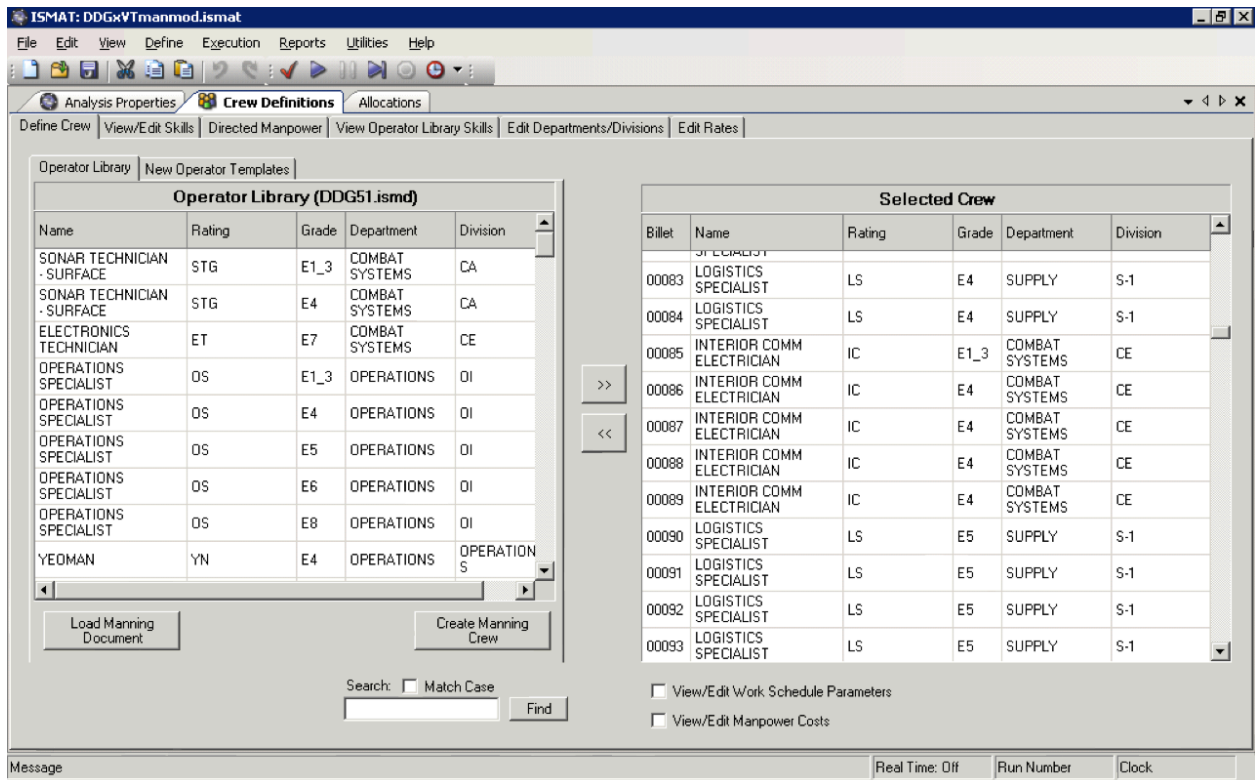 ISMAT: DDGxVTmanmod.ismat
File Edit View Define Execution Reports Utilities Help
Analysis Properties Crew Definitions Allocations
Define Crew View/Edit Skills Directed Manpower View Operator Library Skills Edit Departments/Divisions Edit Rates
Operator Library New Operator Templates
Operator Library (DDG51.ismd)
Name Rating Grade Department Division
SONAR TECHNICIAN - SURFACE STG E1_3 COMBAT SYSTEMS CA
SONAR TECHNICIAN - SURFACE STG E4 COMBAT SYSTEMS CA
ELECTRONICS TECHNICIAN ET E7 COMBAT SYSTEMS CE
OPERATIONS SPECIALIST OS E1_3 OPERATIONS OI
OPERATIONS SPECIALIST OS E4 OPERATIONS OI
OPERATIONS SPECIALIST OS E5 OPERATIONS OI
OPERATIONS SPECIALIST OS E6 OPERATIONS OI
OPERATIONS SPECIALIST OS E8 OPERATIONS OI
YEOMAN YN E4 OPERATIONS OPERATIONS
Load Manning Document
Create Manning Crew
Search: Match Case
Find
>>
<<
Selected Crew
Billet Name Rating Grade Department Division
SPECIALIST
00083 LOGISTICS SPECIALIST LS E4 SUPPLY S-1
00084 LOGISTICS SPECIALIST LS E4 SUPPLY S-1
00085 INTERIOR COMM ELECTRICIAN IC E1_3 COMBAT SYSTEMS CE
00086 INTERIOR COMM ELECTRICIAN IC E4 COMBAT SYSTEMS CE
00087 INTERIOR COMM ELECTRICIAN IC E4 COMBAT SYSTEMS CE
00088 INTERIOR COMM ELECTRICIAN IC E4 COMBAT SYSTEMS CE
00089 INTERIOR COMM ELECTRICIAN IC E4 COMBAT SYSTEMS CE
00090 LOGISTICS SPECIALIST LS E5 SUPPLY S-1
00091 LOGISTICS SPECIALIST LS E5 SUPPLY S-1
00092 LOGISTICS SPECIALIST LS E5 SUPPLY S-1
00093 LOGISTICS SPECIALIST LS E5 SUPPLY S-1
View/Edit Work Schedule Parameters
View/Edit Manpower Costs
Message Real Time: Off Run Number Clock